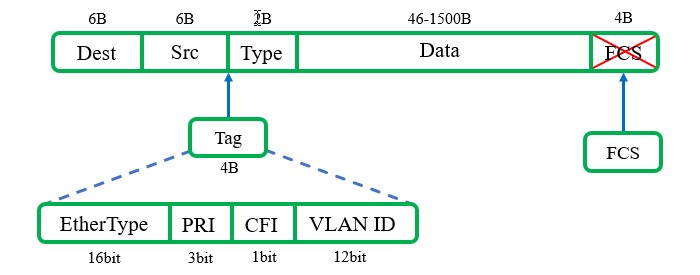 6B 6B 2B 46-1500B 4B
Dest Src Type Data FCS
Tag
4B
FCS
EtherType PRI CFI VLAN ID
16bit 3bit 1bit 12bit